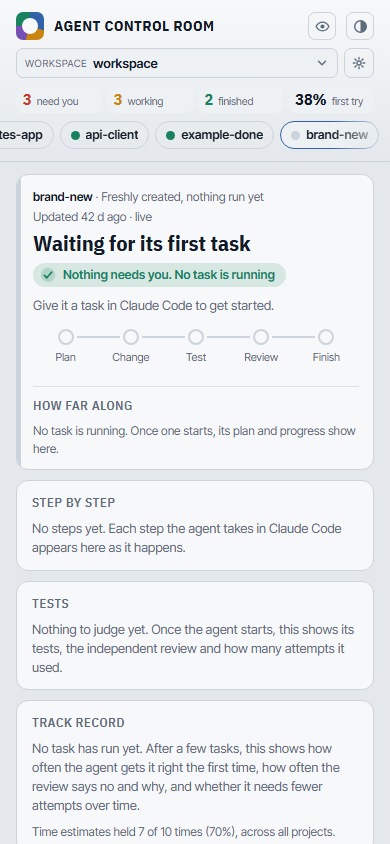 AGENT CONTROL ROOM
WORKSPACE workspace
3 need you
3 working
2 finished
38% first try
tes-app
api-client
example-done
brand-new
brand-new · Freshly created, nothing run yet
Updated 42 d ago · live
Waiting for its first task
Nothing needs you. No task is running
Give it a task in Claude Code to get started.
Plan
Change
Test
Review
Finish
HOW FAR ALONG
No task is running. Once one starts, its plan and progress show
here.
STEP BY STEP
No steps yet. Each step the agent takes in Claude Code
appears here as it happens.
TESTS
Nothing to judge yet. Once the agent starts, this shows its
tests, the independent review and how many attempts it
used.
TRACK RECORD
No task has run yet. After a few tasks, this shows how
often the agent gets it right the first time, how often the
review says no and why, and whether it needs fewer
attempts over time.
Time estimates held 7 of 10 times (70%), across all projects.